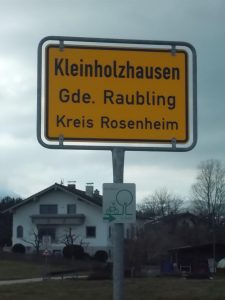 Kleinholzhausen
Gde. Raubling
Kreis Rosenheim